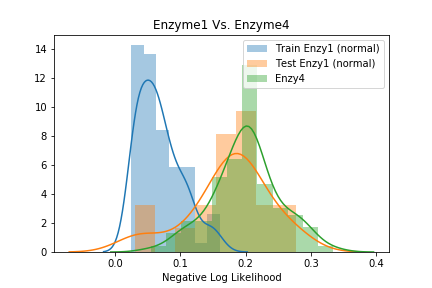 Enzyme1 Vs. Enzyme4
Train Enzy1 (normal)
Test Enzy1 (normal)
Enzy4
14
12
10
8
6
4
2
0
0.0 0.1 0.2 0.3 0.4
Negative Log Likelihood